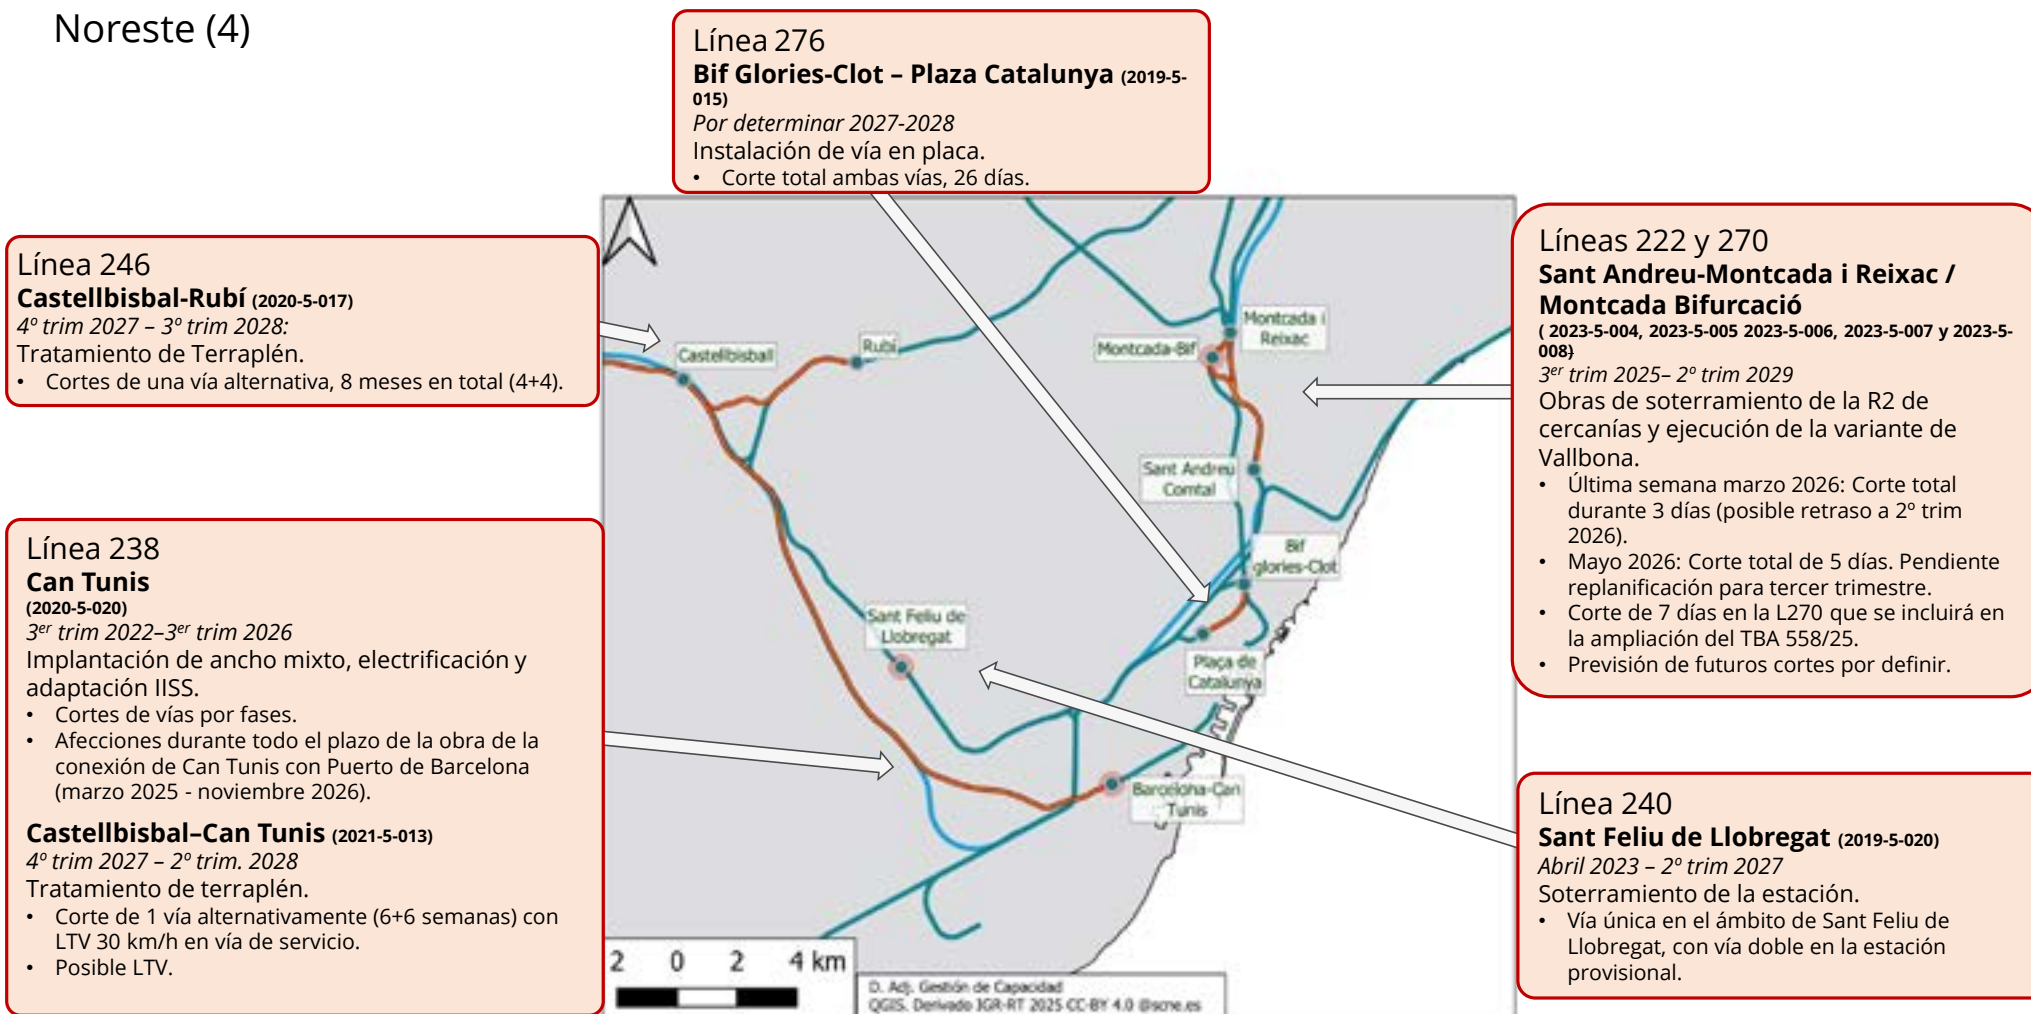 Noreste (4)
Línea 276
Bif Glories-Clot – Plaza Catalunya (2019-5-
015)
Por determinar 2027-2028
Instalación de vía en placa.
• Corte total ambas vías, 26 días.
Línea 246
Castellbisbal-Rubí (2020-5-017)
4º trim 2027 – 3º trim 2028:
Tratamiento de Terraplén.
• Cortes de una vía alternativa, 8 meses en total (4+4).
Línea 238
Can Tunis
(2020-5-020)
3er trim 2022–3er trim 2026
Implantación de ancho mixto, electrificación y
adaptación IISS.
• Cortes de vías por fases.
• Afecciones durante todo el plazo de la obra de la
conexión de Can Tunis con Puerto de Barcelona
(marzo 2025 - noviembre 2026).
Castellbisbal–Can Tunis (2021-5-013)
4º trim 2027 – 2º trim. 2028
Tratamiento de terraplén.
• Corte de 1 vía alternativamente (6+6 semanas) con
LTV 30 km/h en vía de servicio.
• Posible LTV.
Líneas 222 y 270
Sant Andreu-Montcada i Reixac /
Montcada Bifurcació
( 2023-5-004, 2023-5-005 2023-5-006, 2023-5-007 y 2023-5-
008)
3er trim 2025– 2º trim 2029
Obras de soterramiento de la R2 de
cercanías y ejecución de la variante de
Vallbona.
• Última semana marzo 2026: Corte total
durante 3 días (posible retraso a 2º trim
2026).
• Mayo 2026: Corte total de 5 días. Pendiente
replanificación para tercer trimestre.
• Corte de 7 días en la L270 que se incluirá en
la ampliación del TBA 558/25.
• Previsión de futuros cortes por definir.
Línea 240
Sant Feliu de Llobregat (2019-5-020)
Abril 2023 – 2º trim 2027
Soterramiento de la estación.
• Vía única en el ámbito de Sant Feliu de
Llobregat, con vía doble en la estación
provisional.
Castellbisball
Rubí
Montcada-Bif
Montcada i
Reixac
Sant Andreu
Comtal
Bif
glories-Clot
Sant Feliu de
Llobregat
Plaça de
Catalunya
Barcelona-Can
Tunis
2 0 2 4 km
D. Adj. Gestión de Capacidad
QGIS. Derivado IGR-RT 2025 CC-BY 4.0 @scne.es